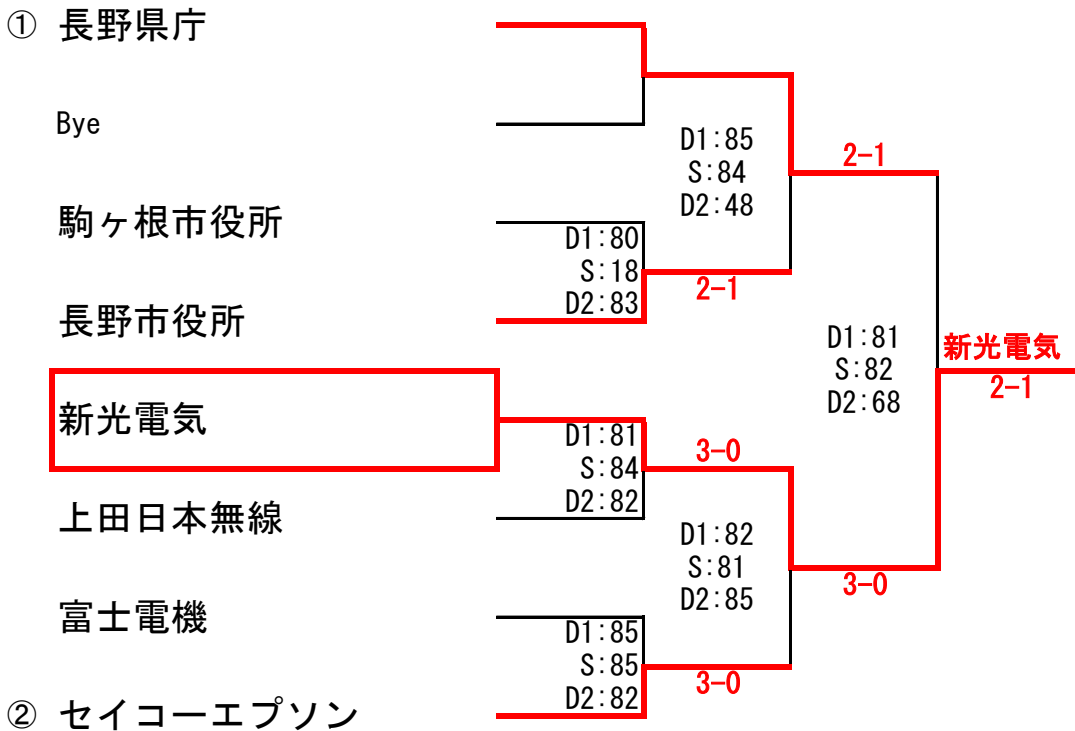 ① 長野県庁
Bye
D1:85
S:84
D2:48
2-1
駒ヶ根市役所
D1:80
S:18
D2:83
2-1
長野市役所
D1:81
S:82
D2:68
新光電気
2-1
新光電気
D1:81
S:84
D2:82
3-0
上田日本無線
D1:82
S:81
D2:85
3-0
富士電機
D1:85
S:85
D2:82
3-0
② セイコーエプソン